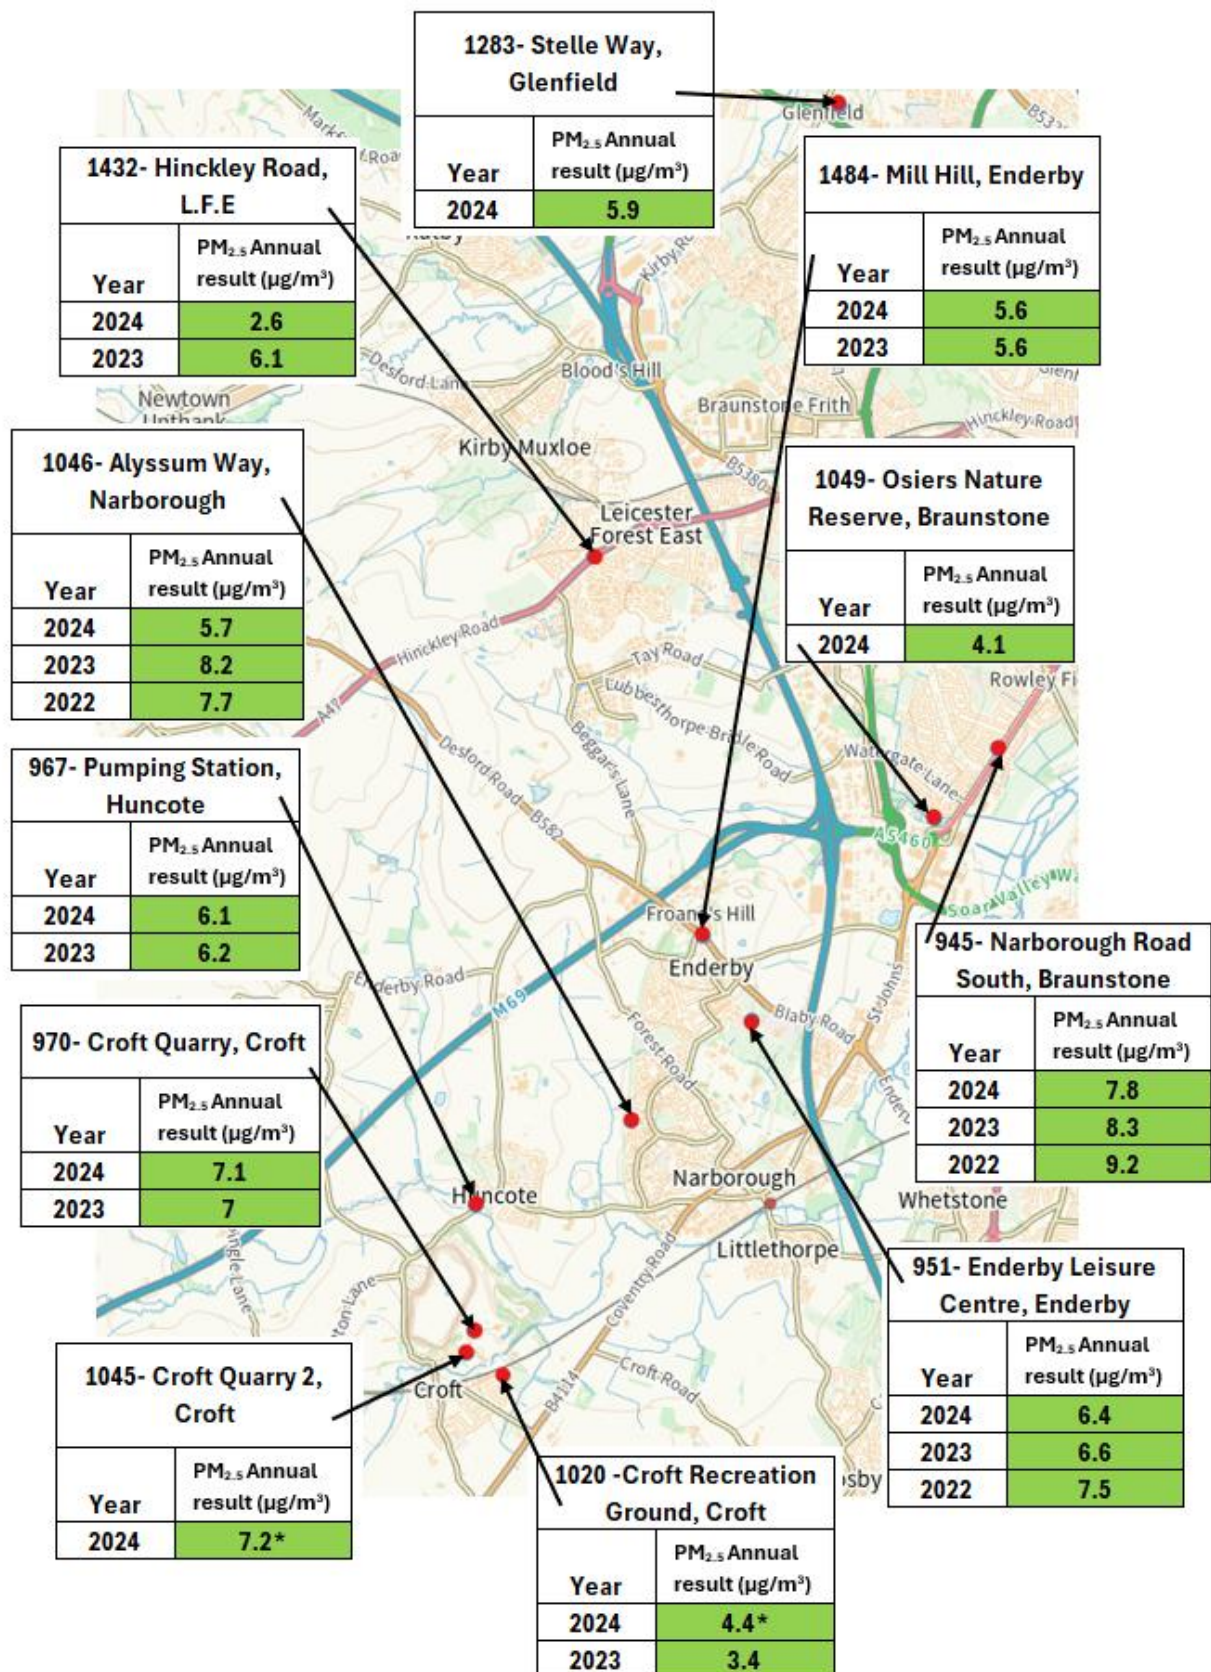 1283- Stelle Way,
Glenfield
Year
PM₂.₅ Annual
result (µg/m³)
2024 5.9
1432- Hinckley Road,
L.F.E
Year
PM₂.₅ Annual
result (µg/m³)
2024 2.6
2023 6.1
1484- Mill Hill, Enderby
Year
PM₂.₅ Annual
result (µg/m³)
2024 5.6
2023 5.6
1046- Alyssum Way,
Narborough
Year
PM₂.₅ Annual
result (µg/m³)
2024 5.7
2023 8.2
2022 7.7
1049- Osiers Nature
Reserve, Braunstone
Year
PM₂.₅ Annual
result (µg/m³)
2024 4.1
967- Pumping Station,
Huncote
Year
PM₂.₅ Annual
result (µg/m³)
2024 6.1
2023 6.2
945- Narborough Road
South, Braunstone
Year
PM₂.₅ Annual
result (µg/m³)
2024 7.8
2023 8.3
2022 9.2
970- Croft Quarry, Croft
Year
PM₂.₅ Annual
result (µg/m³)
2024 7.1
2023 7
951- Enderby Leisure
Centre, Enderby
Year
PM₂.₅ Annual
result (µg/m³)
2024 6.4
2023 6.6
2022 7.5
1045- Croft Quarry 2,
Croft
Year
PM₂.₅ Annual
result (µg/m³)
2024 7.2*
1020 -Croft Recreation
Ground, Croft
Year
PM₂.₅ Annual
result (µg/m³)
2024 4.4*
2023 3.4
Glenfield
Kirby
Desford Lane
Blood's Hill
Newtown
Unthank
Braunstone Frith
Hinckley Road
Kirby Muxloe
B5380
Leicester
Forest East
Hinckley Road
A47
Tay Road
Lubbesthorpe Bridle Road
Rowley
Beggar's Lane
Desford Road
B582
Watergate Lane
A5460
Soar Valley
Froane's Hill
Enderby
Enderby Road
M69
Blaby Road
St Johns
Forest Road
Narborough
Huncote
Whetstone
Littlethorpe
Coventry Road
Croft
B4114
Croft Road